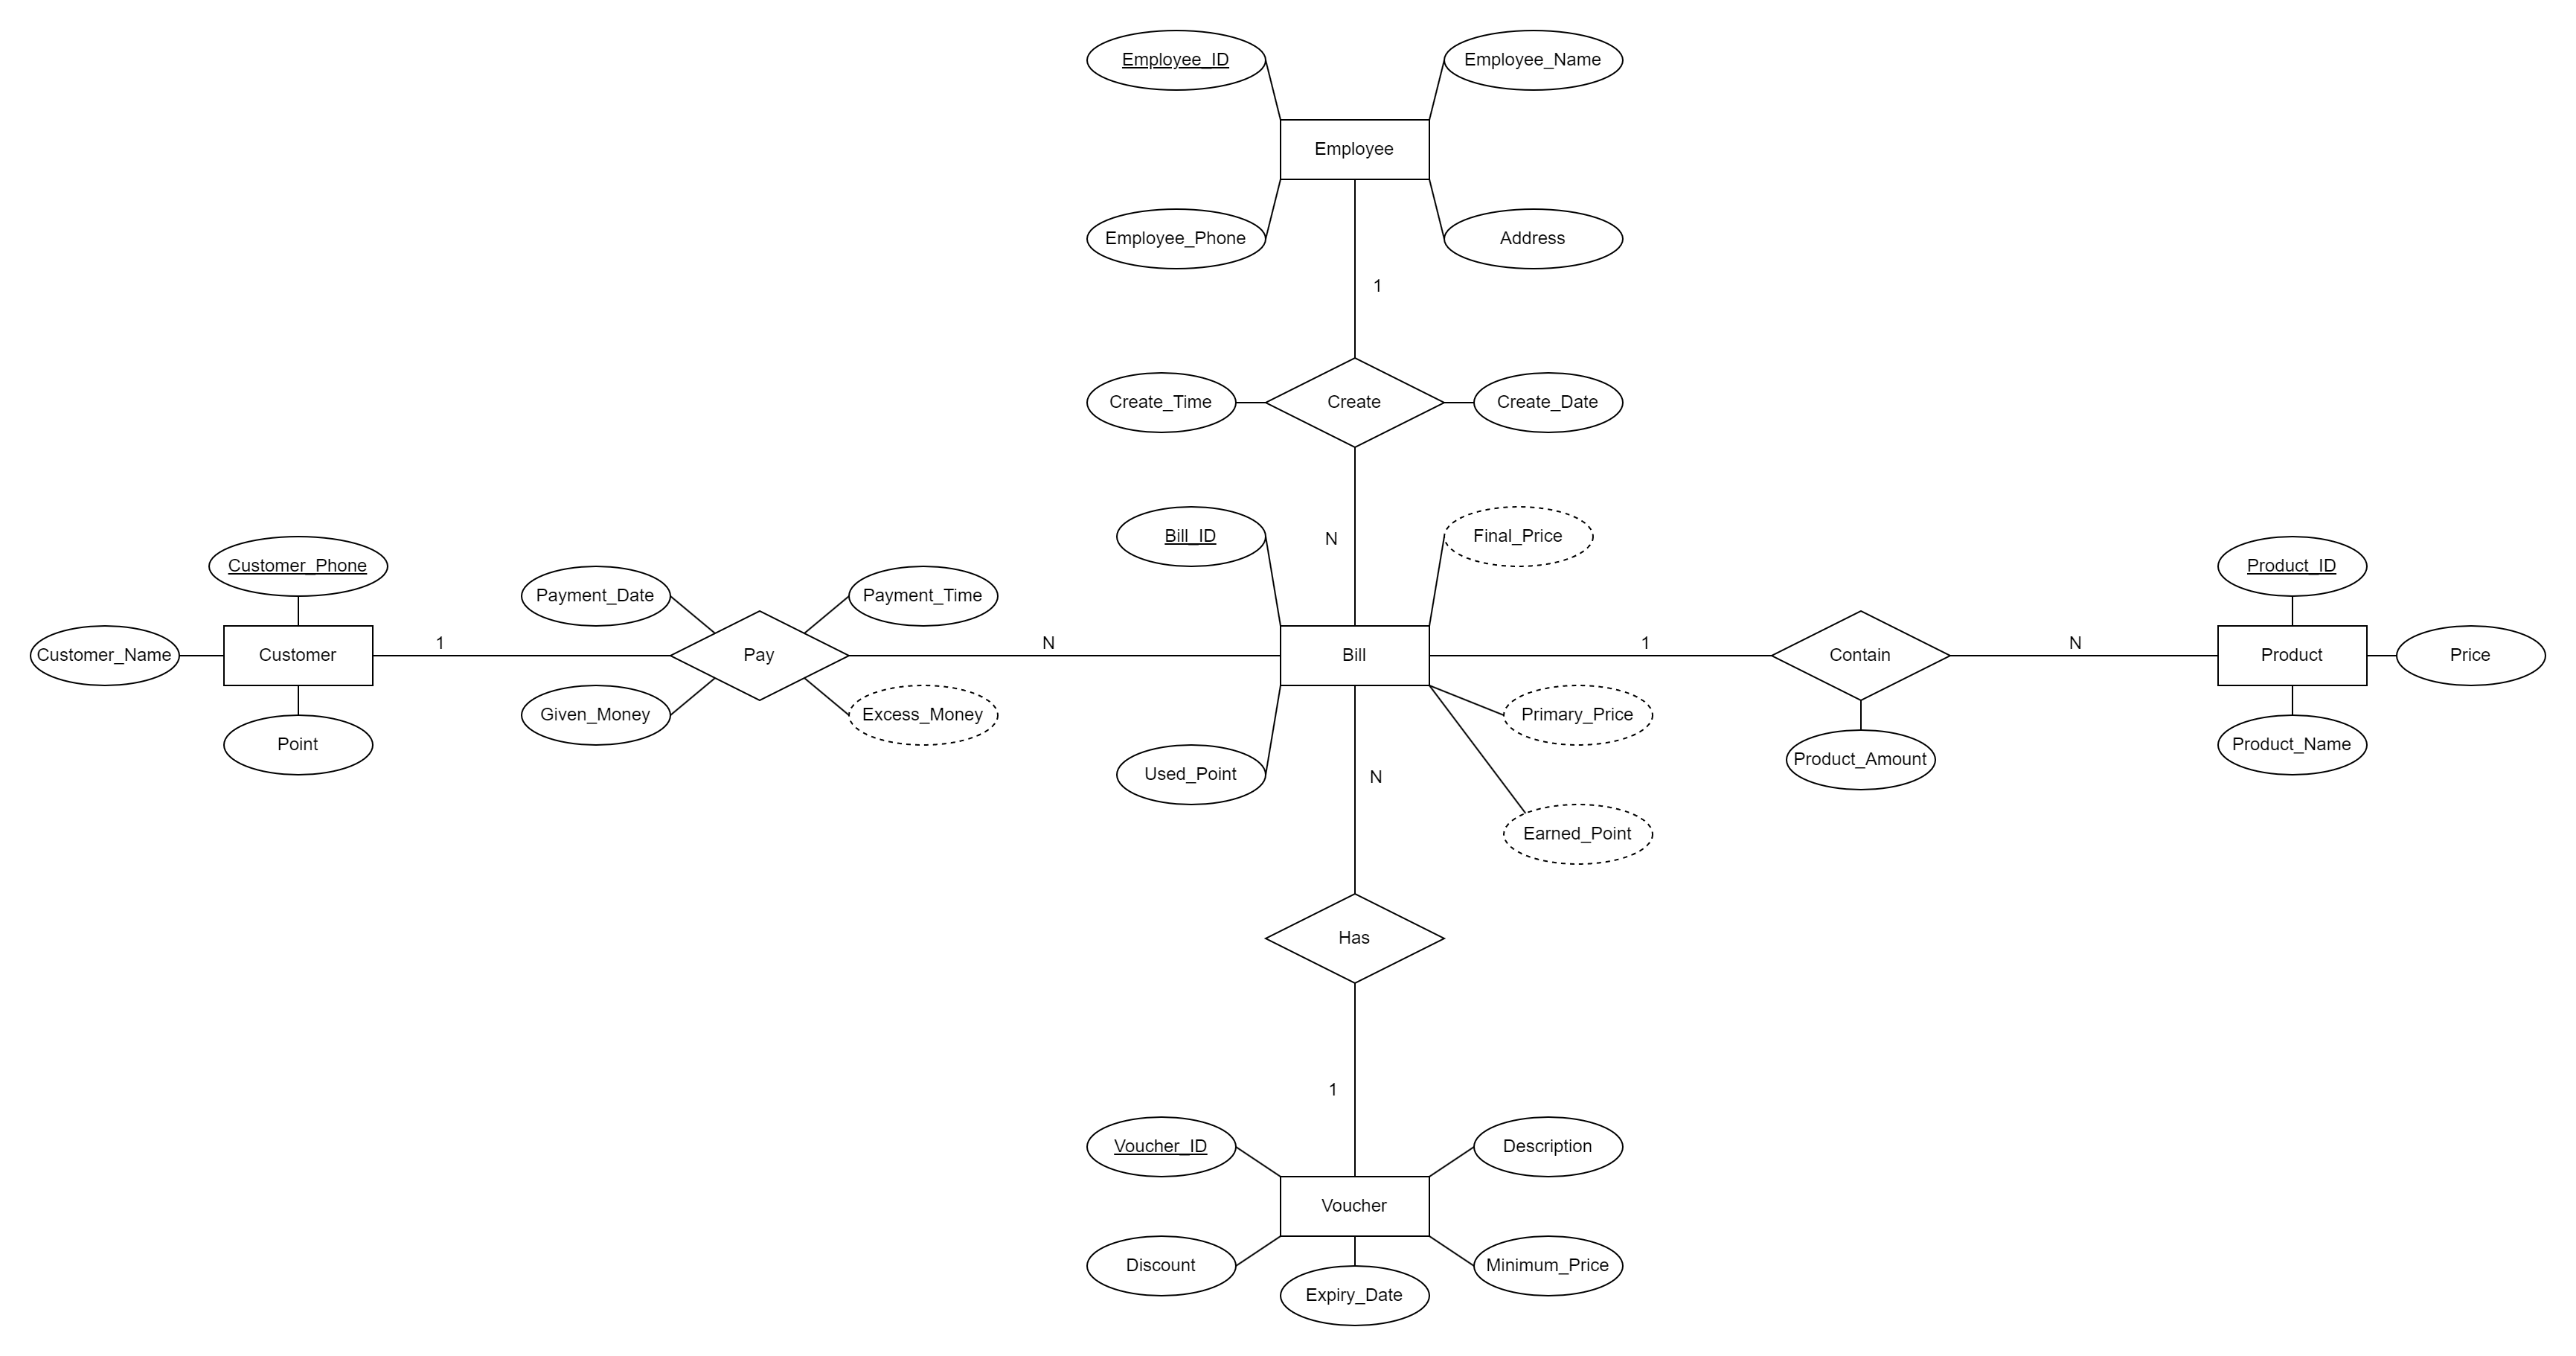 Employee_ID
Employee_Name
Employee
Employee_Phone
Address
1
Create_Time
Create
Create_Date
N
Bill_ID
Final_Price
Customer_Phone
Payment_Date
Payment_Time
Product_ID
Customer_Name
Customer
1
Pay
N
Bill
1
Contain
N
Product
Price
Given_Money
Excess_Money
Primary_Price
Point
Product_Name
Product_Amount
Used_Point
N
Earned_Point
Has
1
Voucher_ID
Description
Voucher
Discount
Minimum_Price
Expiry_Date